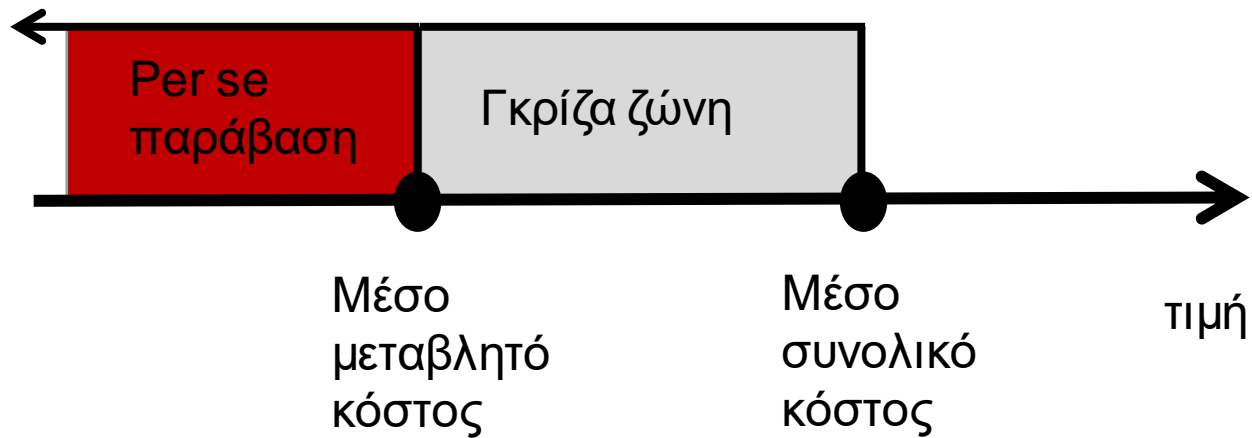 Per se
παράβαση
Γκρίζα ζώνη
Μέσο
μεταβλητό
κόστος
Μέσο
συνολικό
κόστος
τιμή